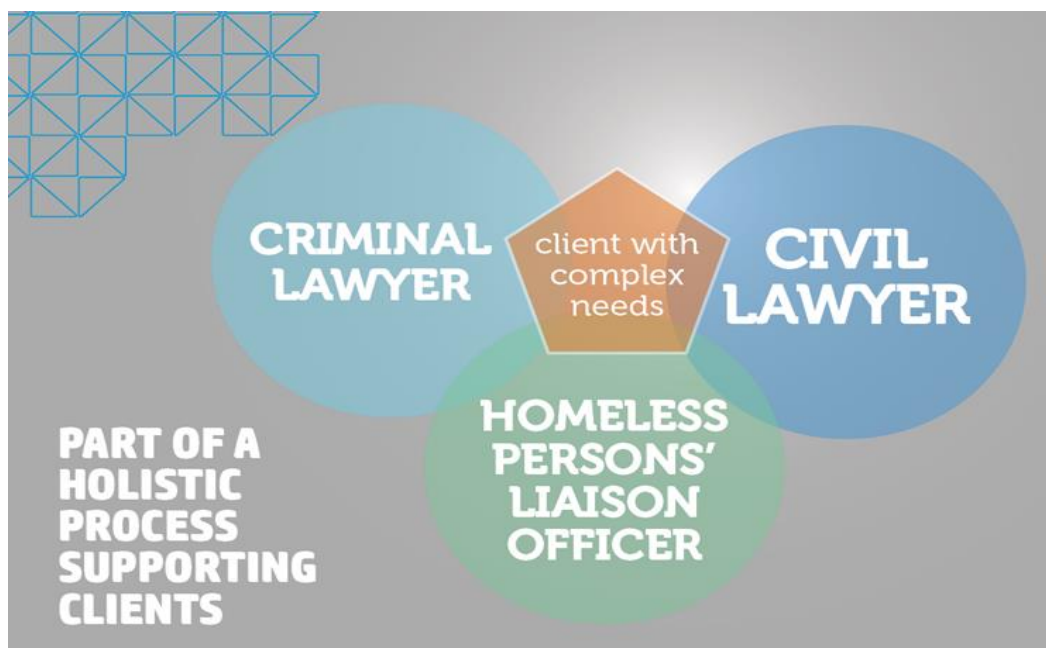 CRIMINAL
LAWYER
client with
complex
needs
CIVIL
LAWYER
HOMELESS
PERSONS’
LIAISON
OFFICER
PART OF A
HOLISTIC
PROCESS
SUPPORTING
CLIENTS